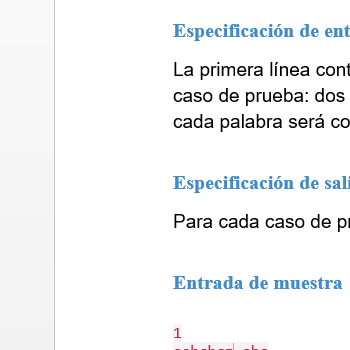 Especificación de ent
La primera línea cont
caso de prueba: dos
cada palabra será co
Especificación de sali
Para cada caso de pr
Entrada de muestra
1